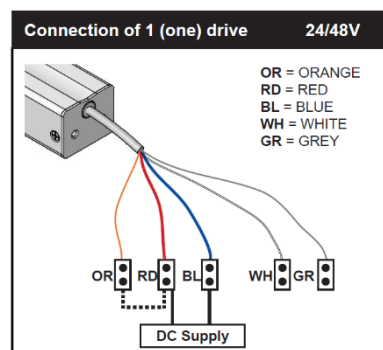 Connection of 1 (one) drive 24/48V
OR = ORANGE
RD = RED
BL = BLUE
WH = WHITE
GR = GREY
OR RD BL WH GR
DC Supply